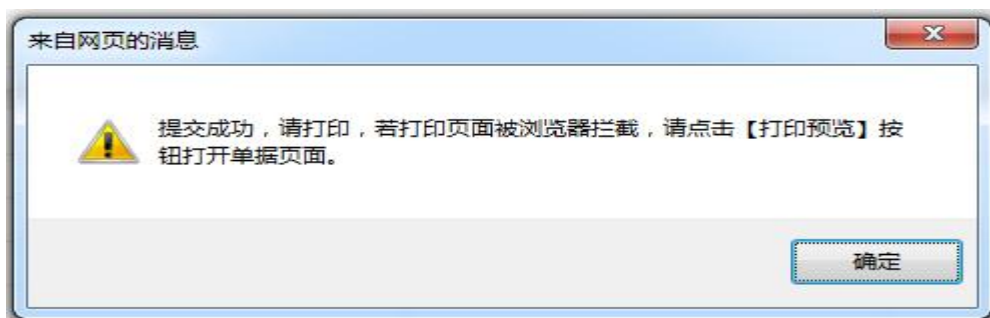 来自网页的消息
提交成功，请打印，若打印页面被浏览器拦截，请点击【打印预览】按
钮打开单据页面。
确定